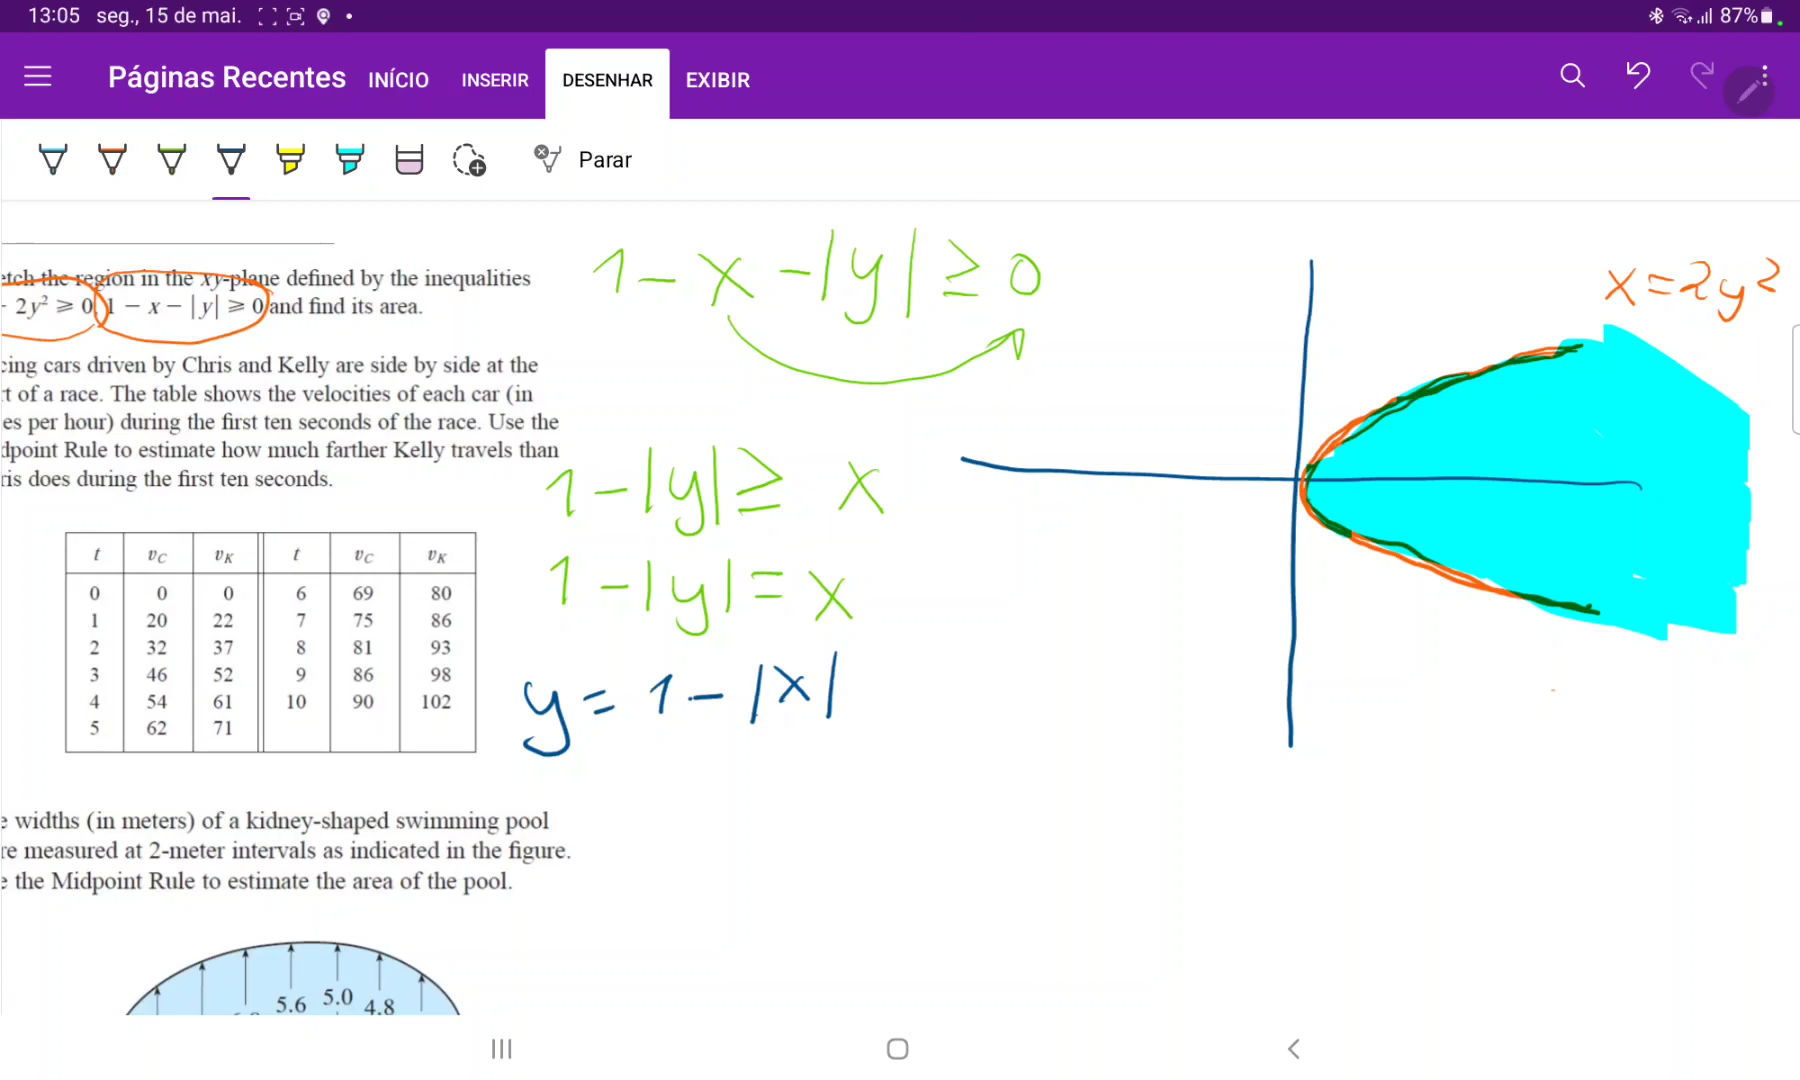 13:05 seg., 15 de mai. 87%
Páginas Recentes INÍCIO INSERIR DESENHAR EXIBIR
Parar
etch the region in the xy-plane defined by the inequalities
- 2y² ⩾ 0, 1 − x − |y| ⩾ 0 and find its area.
cing cars driven by Chris and Kelly are side by side at the
rt of a race. The table shows the velocities of each car (in
es per hour) during the first ten seconds of the race. Use the
dpoint Rule to estimate how much farther Kelly travels than
ris does during the first ten seconds.
t v_C v_K t v_C v_K
0 0 0 6 69 80
1 20 22 7 75 86
2 32 37 8 81 93
3 46 52 9 86 98
4 54 61 10 90 102
5 62 71
e widths (in meters) of a kidney-shaped swimming pool
re measured at 2-meter intervals as indicated in the figure.
e the Midpoint Rule to estimate the area of the pool.
5.6 5.0 4.8
1 - x - |y| ≥ 0
1 - |y| ≥ x
1 - |y| = x
y = 1 - |x|
x = 2y²